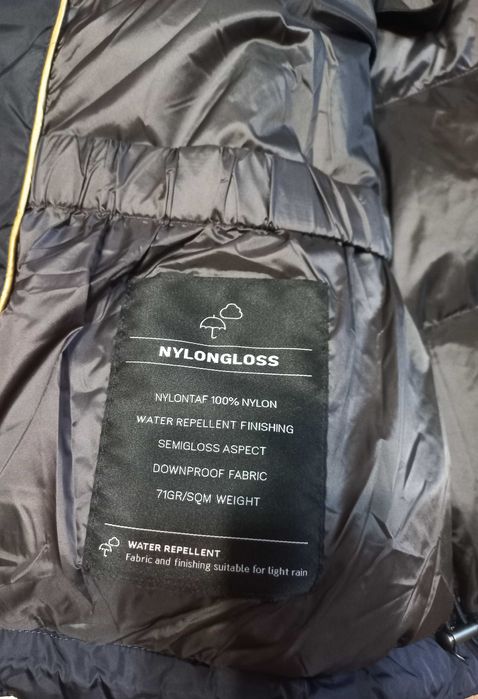 NYLONGLOSS
NYLONTAF 100% NYLON
WATER REPELLENT FINISHING
SEMIGLOSS ASPECT
DOWNPROOF FABRIC
71GR/SQM WEIGHT
WATER REPELLENT
Fabric and finishing suitable for light rain